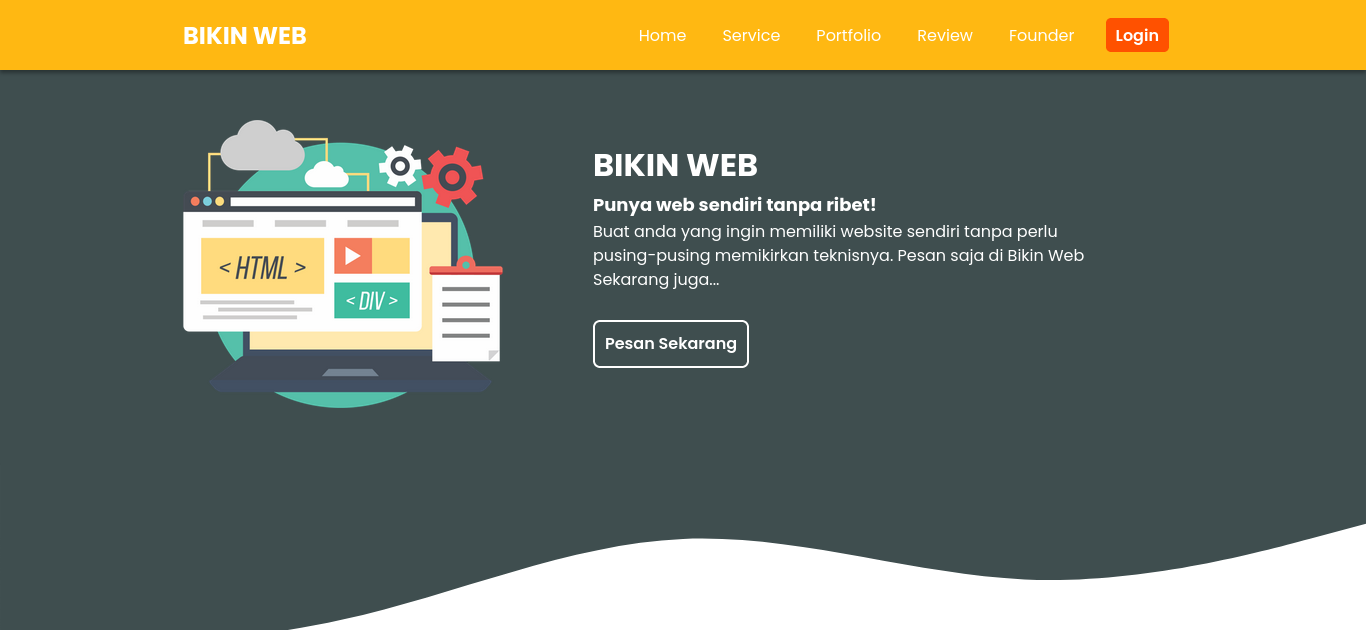 BIKIN WEB
Home
Service
Portfolio
Review
Founder
Login
< HTML >
< DIV >
BIKIN WEB
Punya web sendiri tanpa ribet!
Buat anda yang ingin memiliki website sendiri tanpa perlu
pusing-pusing memikirkan teknisnya. Pesan saja di Bikin Web
Sekarang juga...
Pesan Sekarang